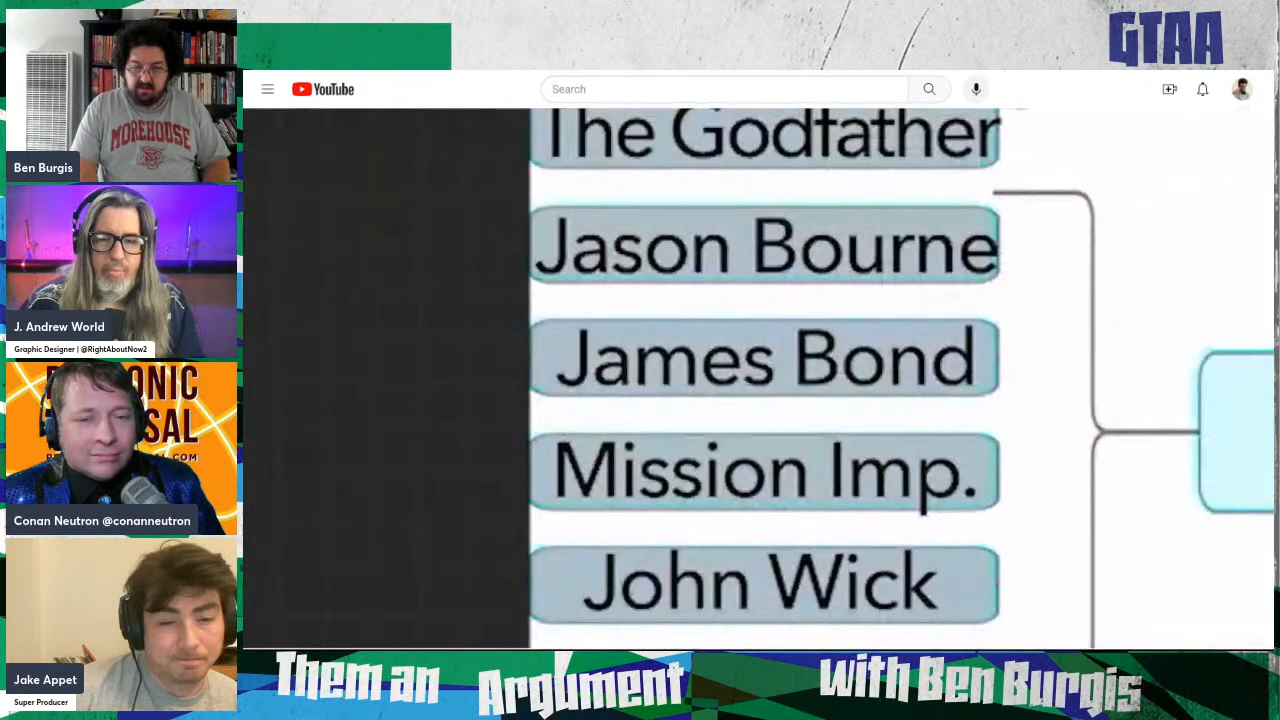 GTAA
YouTube
Search
The Godfather
Jason Bourne
James Bond
Mission Imp.
John Wick
MOREHOUSE
Ben Burgis
J. Andrew World
Graphic Designer | @RightAboutNow2
Conan Neutron @conanneutron
Jake Appet
Super Producer
Them an Argument with Ben Burgis